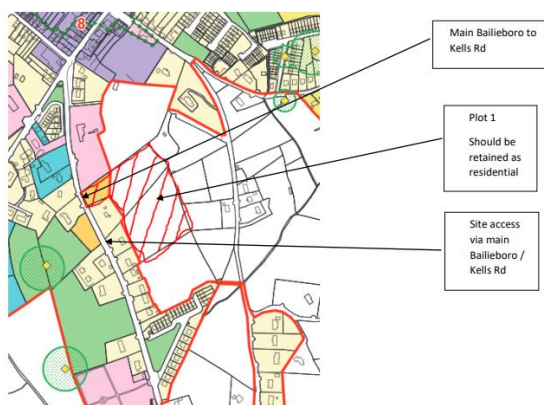 8
Main Bailieboro to
Kells Rd
Plot 1
Should be
retained as
residential
Site access
via main
Bailieboro /
Kells Rd